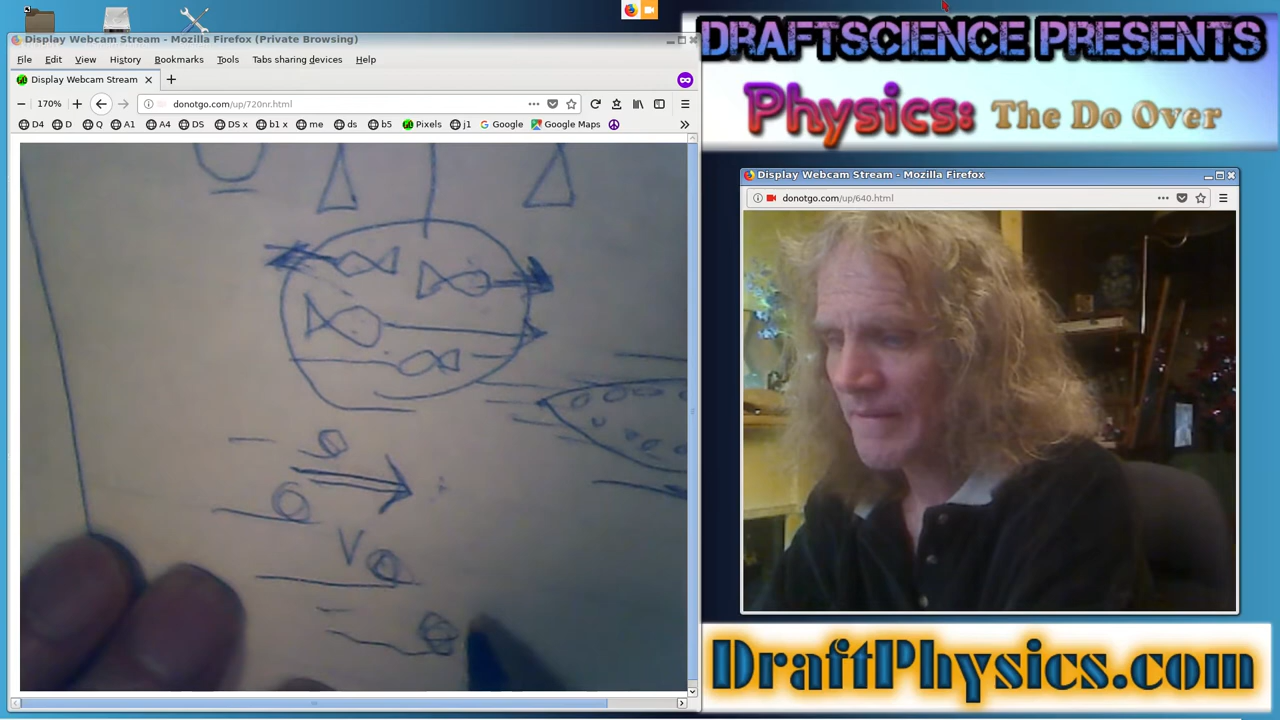 Display Webcam Stream - Mozilla Firefox (Private Browsing)
File Edit View History Bookmarks Tools Tabs sharing devices Help
Display Webcam Stream
170% donotgo.com/up/720nr.html
D4 D Q A1 A4 DS DS x b1 x me ds b5 Pixels j1 Google Google Maps
V
DRAFTSCIENCE PRESENTS
Physics: The Do Over
Display Webcam Stream - Mozilla Firefox
donotgo.com/up/640.html
DraftPhysics.com